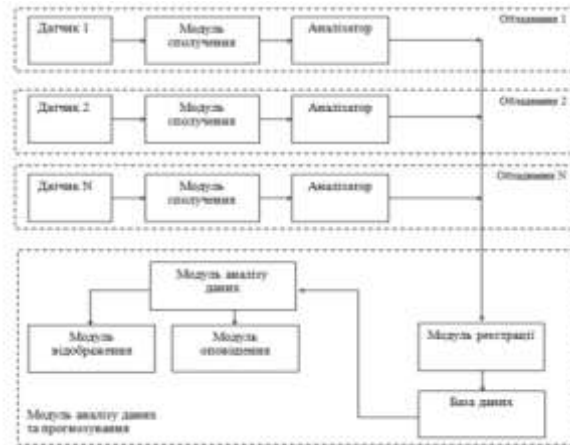 Обладнання 1
Датчик 1
Модуль
сполучення
Аналізатор
Обладнання 2
Датчик 2
Модуль
сполучення
Аналізатор
Обладнання N
Датчик N
Модуль
сполучення
Аналізатор
Модуль аналізу
даних
Модуль
відображення
Модуль
оповіщення
Модуль реєстрації
База даних
Модуль аналізу даних
та прогнозування